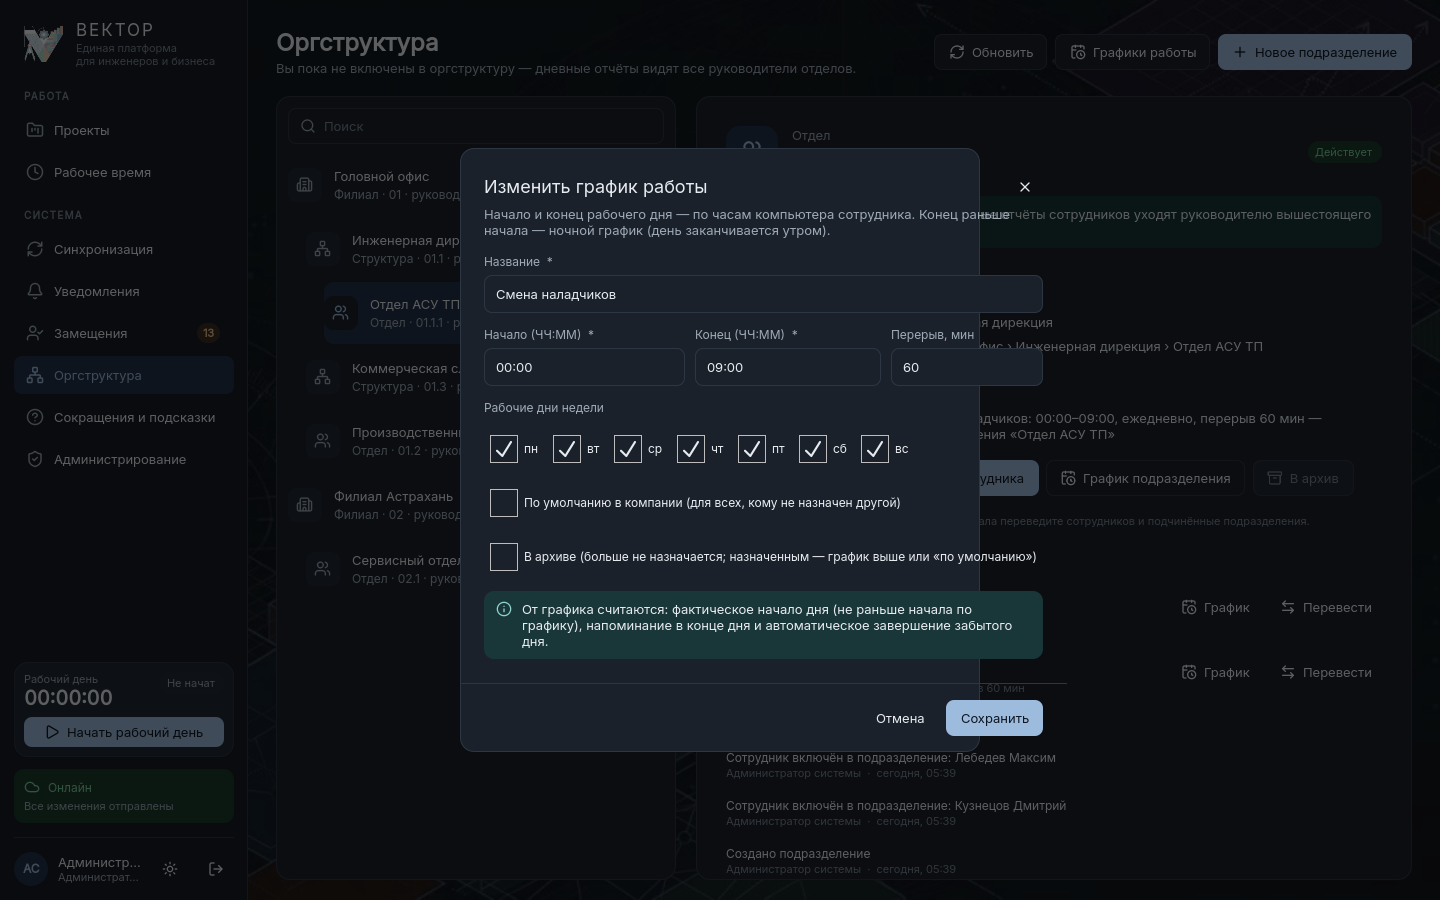 ВЕКТОР
Единая платформа
для инженеров и бизнеса
РАБОТА
Проекты
Рабочее время
СИСТЕМА
Синхронизация
Уведомления
Замещения
13
Оргструктура
Сокращения и подсказки
Администрирование
Рабочий день
Не начат
00:00:00
Начать рабочий день
Онлайн
Все изменения отправлены
АС
Администр...
Администрат...
Оргструктура
Вы пока не включены в оргструктуру — дневные отчёты видят все руководители отделов.
Обновить
Графики работы
Новое подразделение
Поиск
Головной офис
Филиал · 01 · руковод
Инженерная дир
Структура · 01.1 · р
Отдел АСУ ТП
Отдел · 01.1.1 · р
Коммерческая с
Структура · 01.3 · р
Производственн
Отдел · 01.2 · руков
Филиал Астрахань
Филиал · 02 · руковод
Сервисный отдел
Отдел · 02.1 · руков
Отдел
Действует
отчёты сотрудников уходят руководителю вышестоящего
я дирекция
фис › Инженерная дирекция › Отдел АСУ ТП
адчиков: 00:00–09:00, ежедневно, перерыв 60 мин —
ения «Отдел АСУ ТП»
удника
График подразделения
В архив
ала переведите сотрудников и подчинённые подразделения.
График
Перевести
График
Перевести
в 60 мин
Сотрудник включён в подразделение: Лебедев Максим
Администратор системы · сегодня, 05:39
Сотрудник включён в подразделение: Кузнецов Дмитрий
Администратор системы · сегодня, 05:39
Создано подразделение
Администратор системы · сегодня, 05:39
Изменить график работы
Начало и конец рабочего дня — по часам компьютера сотрудника. Конец раньше
начала — ночной график (день заканчивается утром).
Название *
Смена наладчиков
Начало (ЧЧ:ММ) *
Конец (ЧЧ:ММ) *
Перерыв, мин
00:00
09:00
60
Рабочие дни недели
пн
вт
ср
чт
пт
сб
вс
По умолчанию в компании (для всех, кому не назначен другой)
В архиве (больше не назначается; назначенным — график выше или «по умолчанию»)
От графика считаются: фактическое начало дня (не раньше начала по
графику), напоминание в конце дня и автоматическое завершение забытого
дня.
Отмена
Сохранить